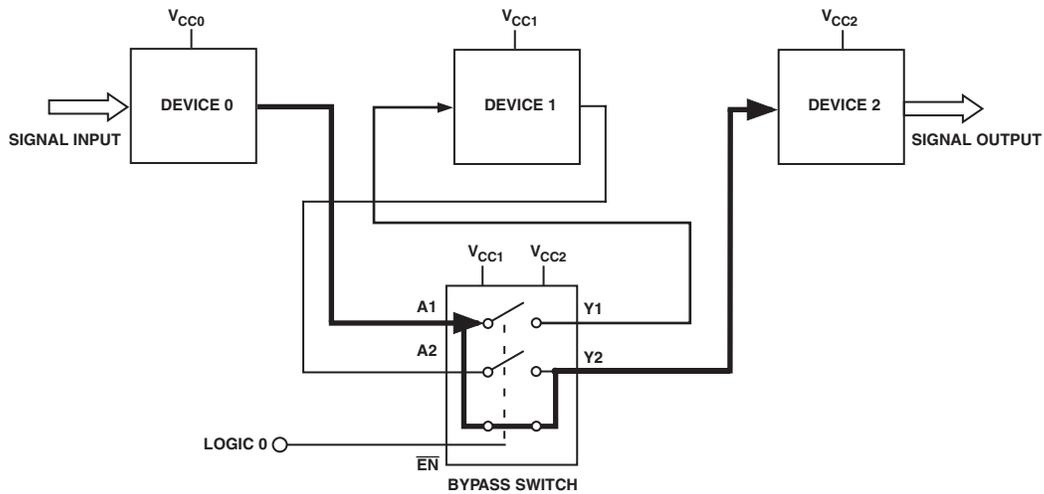 VCC0
VCC1
VCC2
DEVICE 0
DEVICE 1
DEVICE 2
SIGNAL INPUT
SIGNAL OUTPUT
VCC1
VCC2
A1
Y1
A2
Y2
LOGIC 0
EN
BYPASS SWITCH